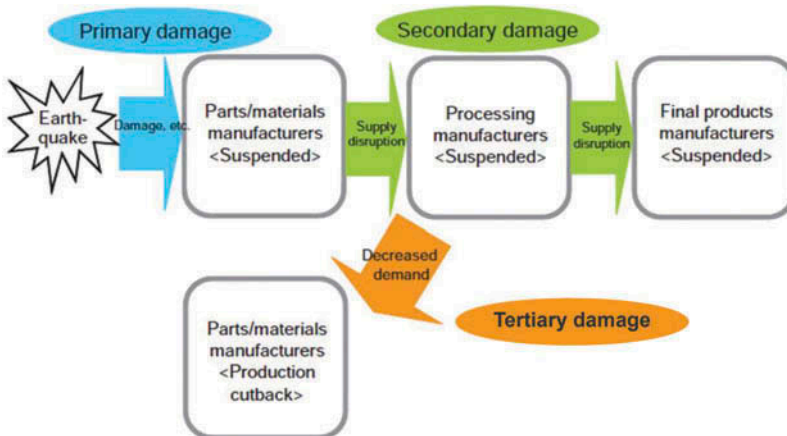 Primary damage
Secondary damage
Earth-
quake
Damage, etc.
Parts/materials
manufacturers
<Suspended>
Supply
disruption
Processing
manufacturers
<Suspended>
Supply
disruption
Final products
manufacturers
<Suspended>
Decreased
demand
Tertiary damage
Parts/materials
manufacturers
<Production
cutback>